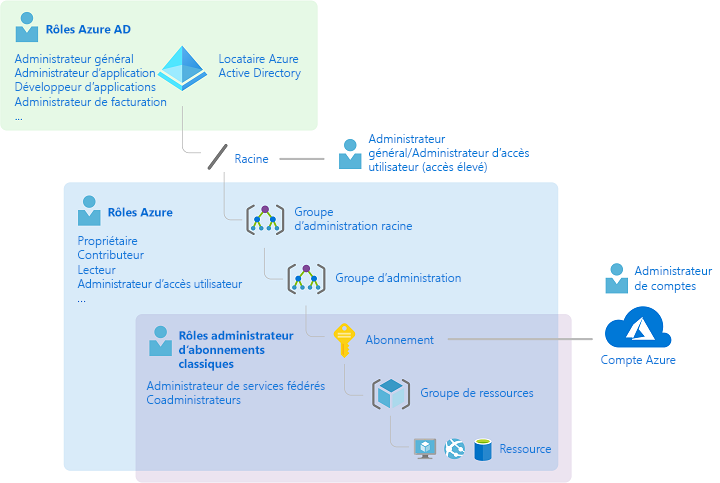 Rôles Azure AD
Administrateur général
Administrateur d'application
Développeur d'applications
Administrateur de facturation
...
Locataire Azure
Active Directory
Racine
Administrateur
général/Administrateur d'accès
utilisateur (accès élevé)
Rôles Azure
Propriétaire
Contributeur
Lecteur
Administrateur d'accès utilisateur
...
Groupe
d'administration racine
Groupe d'administration
Administrateur
de comptes
Rôles administrateur
d'abonnements
classiques
Administrateur de services fédérés
Coadministrateurs
Abonnement
Compte Azure
Groupe de ressources
Ressource